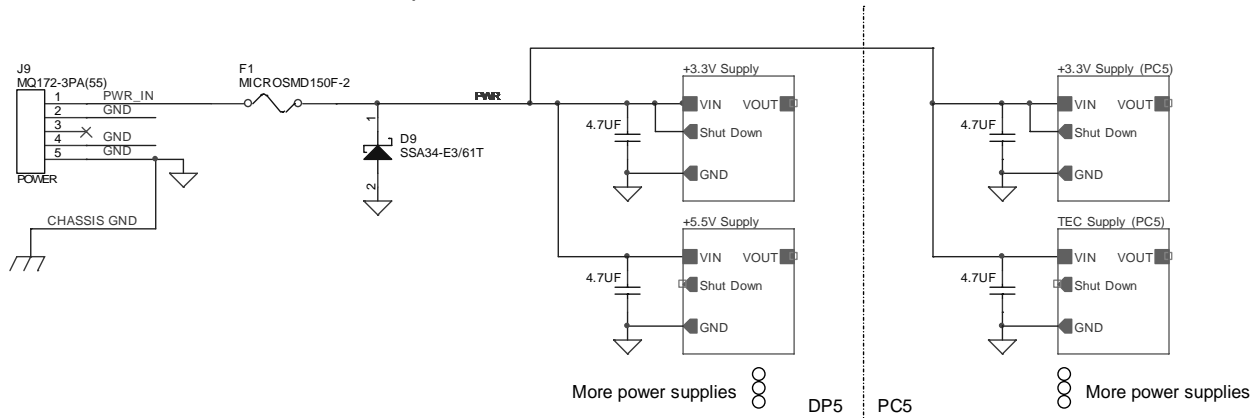 J9
MQ172-3PA(55)
1 PWR_IN
2 GND
3
4 GND
5 GND
POWER
CHASSIS GND
F1
MICROSMD150F-2
1
D9
SSA34-E3/61T
2
PWR
+3.3V Supply
VIN VOUT
4.7UF
Shut Down
GND
+5.5V Supply
VIN VOUT
4.7UF
Shut Down
GND
More power supplies
DP5
PC5
+3.3V Supply (PC5)
VIN VOUT
4.7UF
Shut Down
GND
TEC Supply (PC5)
VIN VOUT
4.7UF
Shut Down
GND
More power supplies